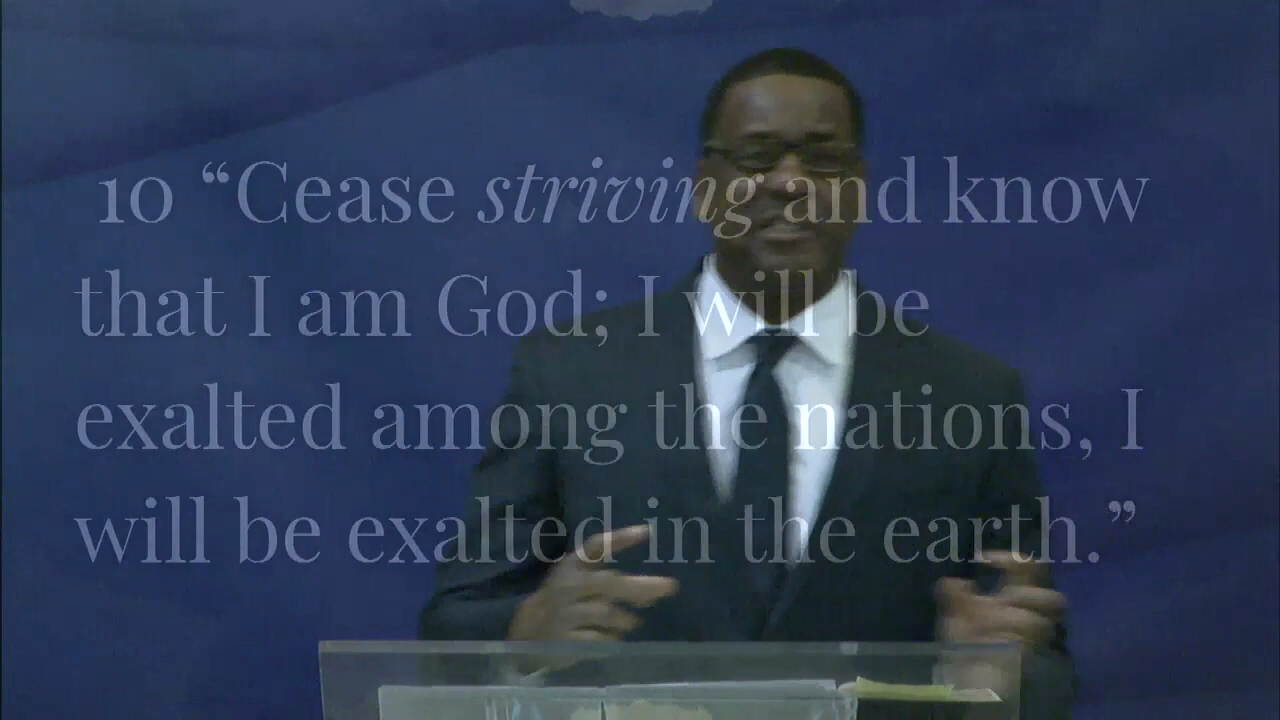 10 “Cease striving and know
that I am God; I will be
exalted among the nations, I
will be exalted in the earth.”